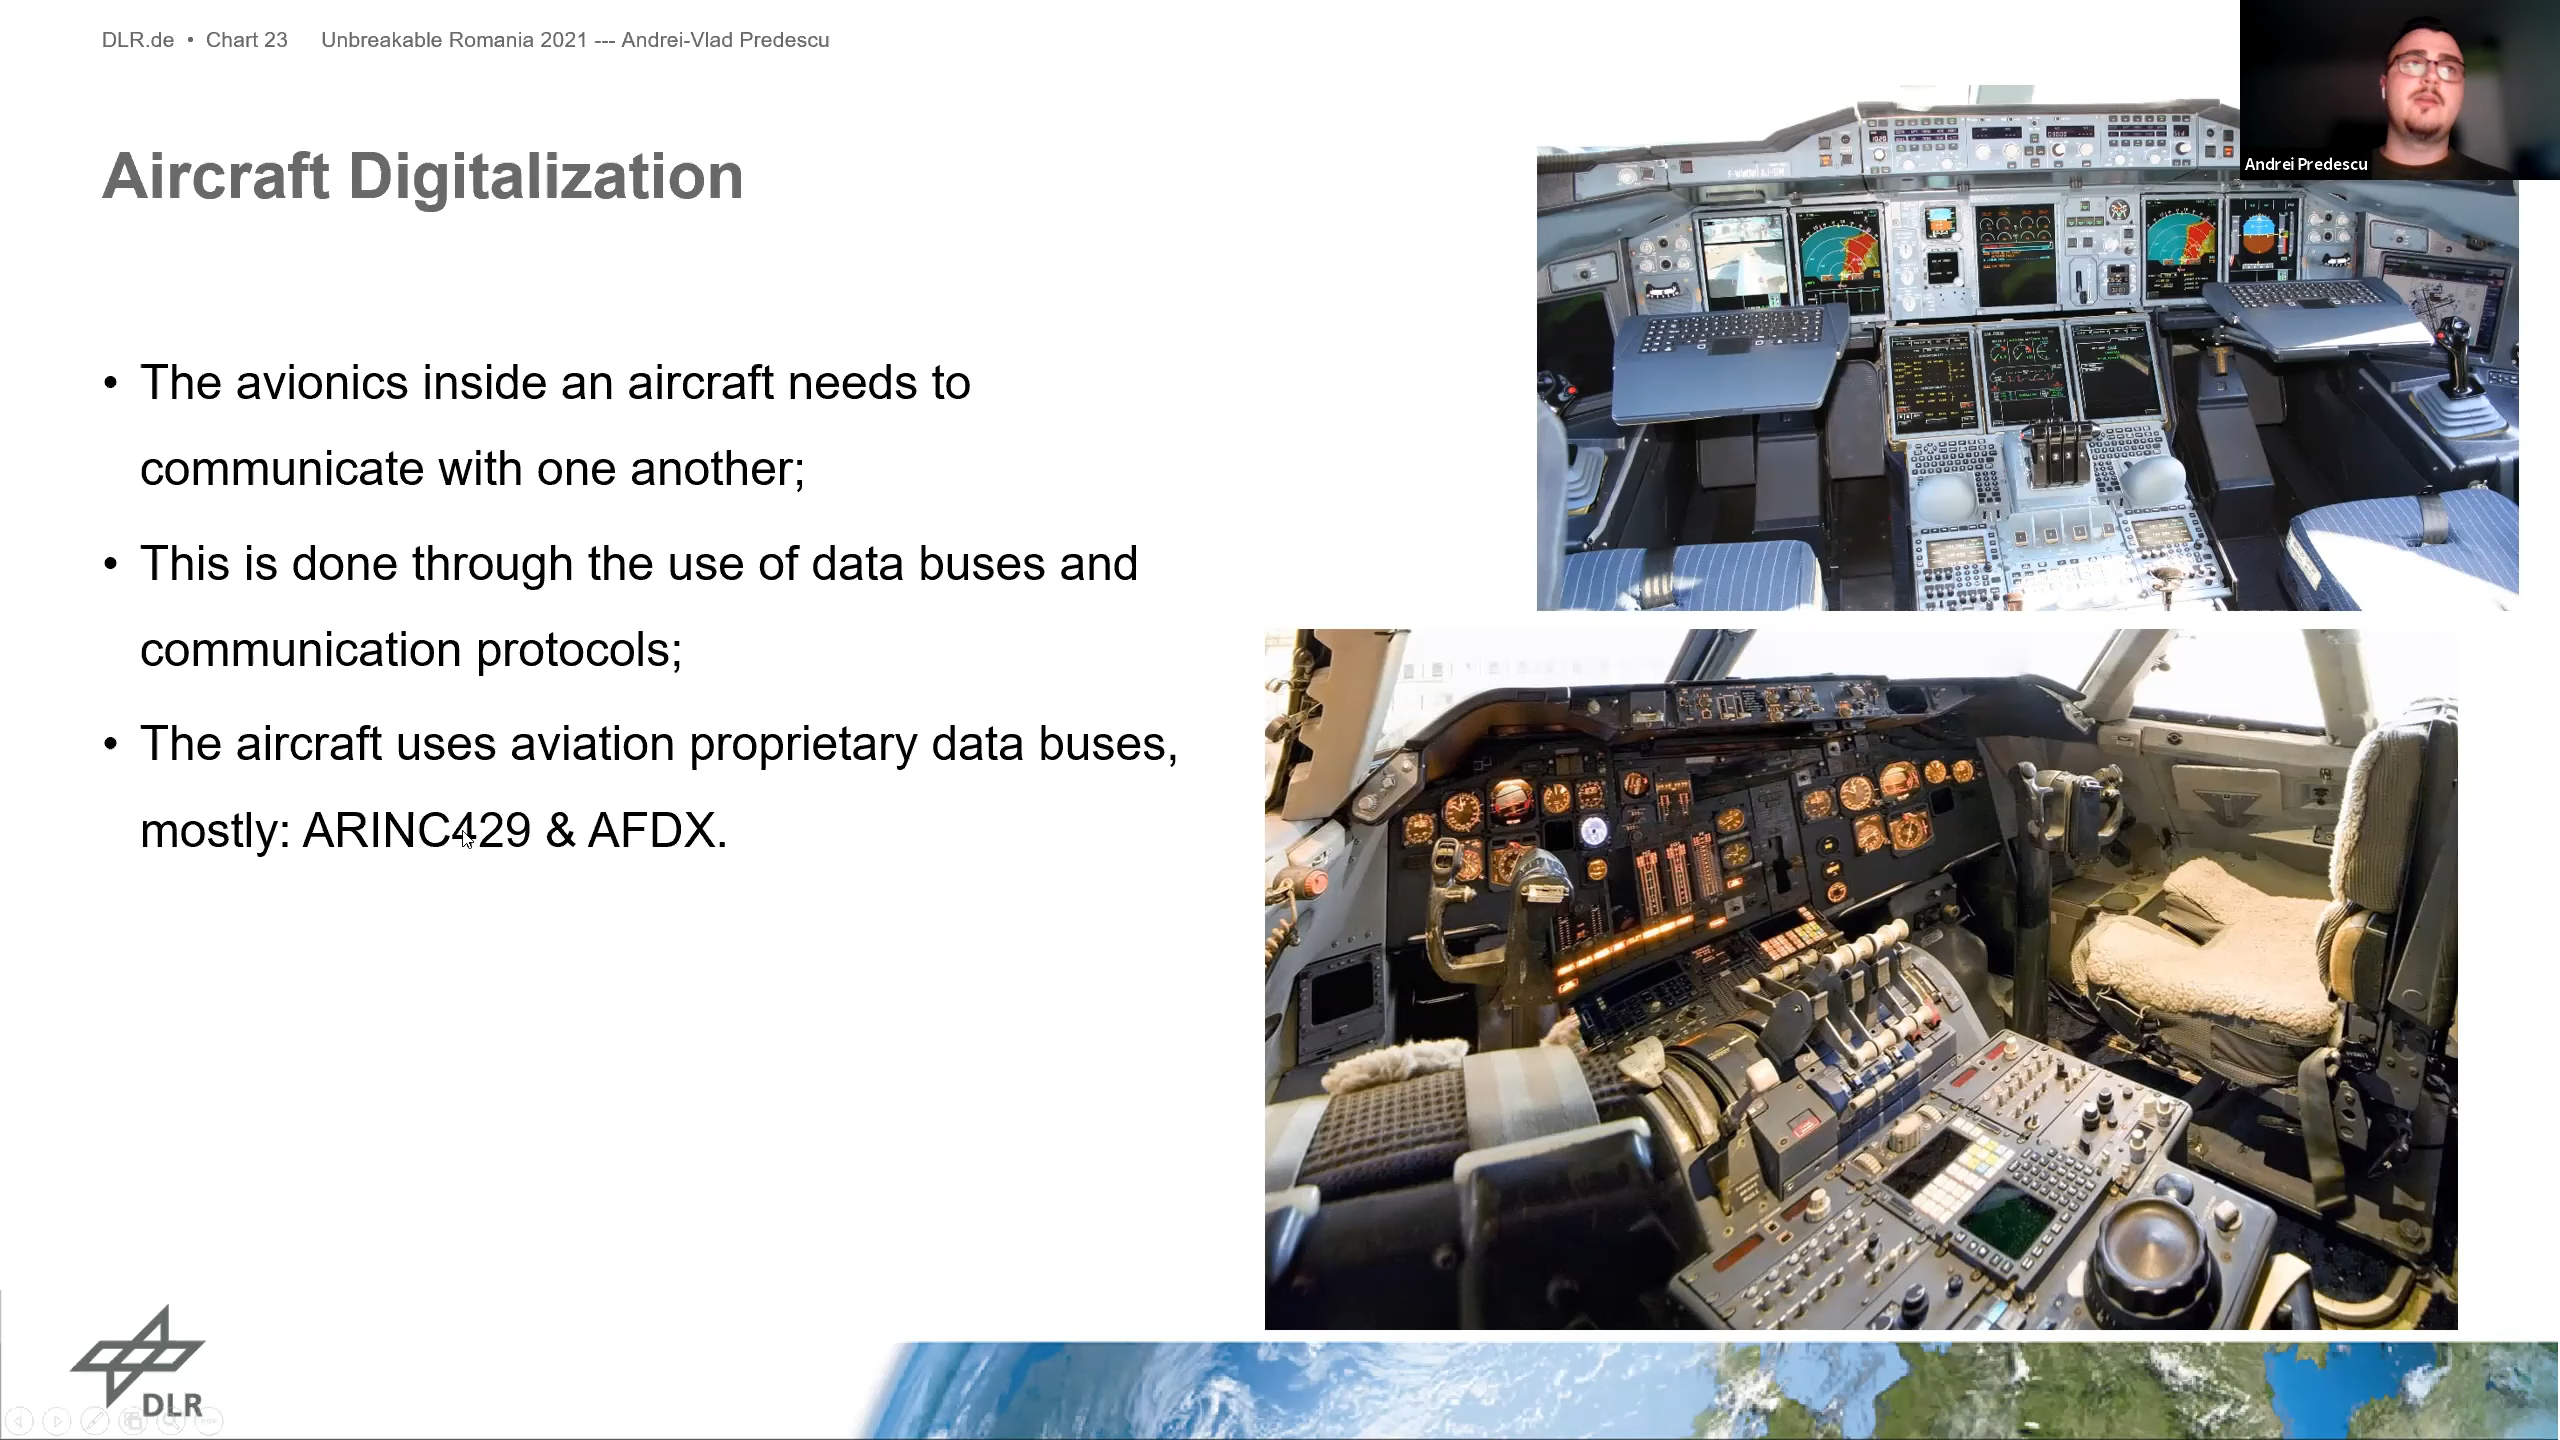 DLR.de • Chart 23 Unbreakable Romania 2021 --- Andrei-Vlad Predescu
Andrei Predescu
Aircraft Digitalization
• The avionics inside an aircraft needs to
communicate with one another;
• This is done through the use of data buses and
communication protocols;
• The aircraft uses aviation proprietary data buses,
mostly: ARINC429 & AFDX.
DLR